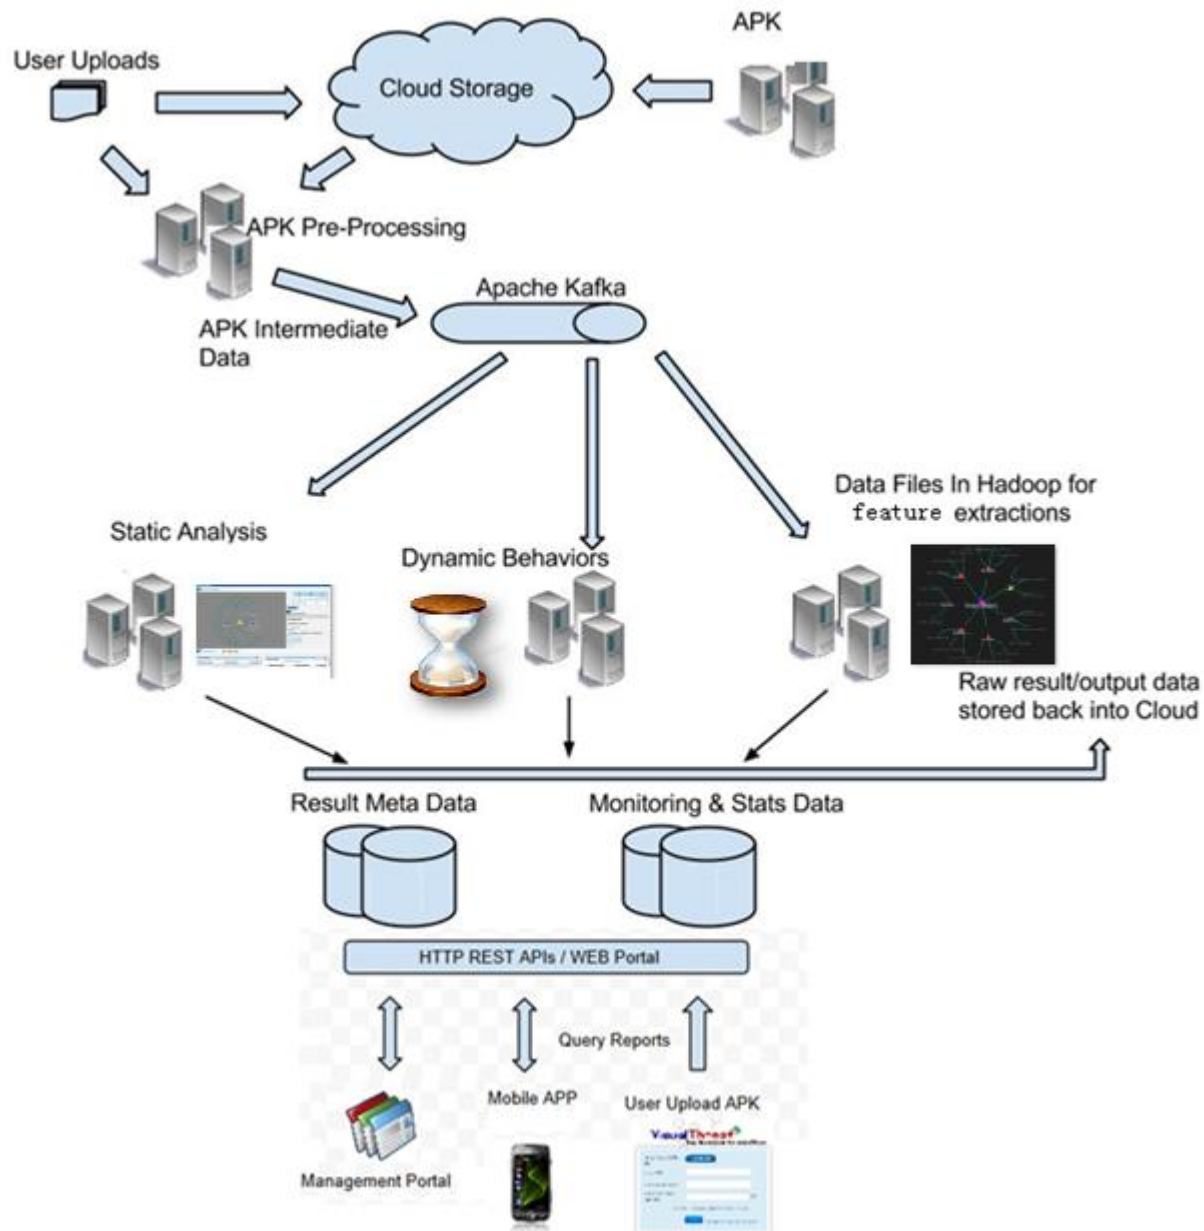 APK
User Uploads
Cloud Storage
APK Pre-Processing
Apache Kafka
APK Intermediate
Data
Data Files In Hadoop for
feature extractions
Static Analysis
Dynamic Behaviors
Raw result/output data
stored back into Cloud
Result Meta Data
Monitoring & Stats Data
HTTP REST APIs / WEB Portal
Query Reports
Mobile APP
User Upload APK
VisualThreat
Management Portal